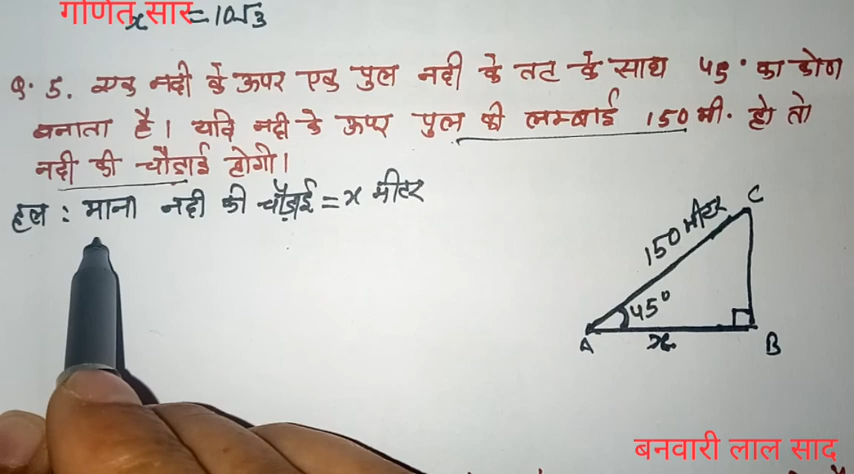 गणित सार
x = 10√3
Q. 5. एक नदी के ऊपर एक पुल नदी के तट के साथ 45° का कोण
बनाता है। यदि नदी के ऊपर पुल की लम्बाई 150 मी. हो तो
नदी की चौड़ाई होगी।
हल : माना नदी की चौड़ाई = x मीटर
C
150 मीटर
45°
A
x
B
बनवारी लाल साद